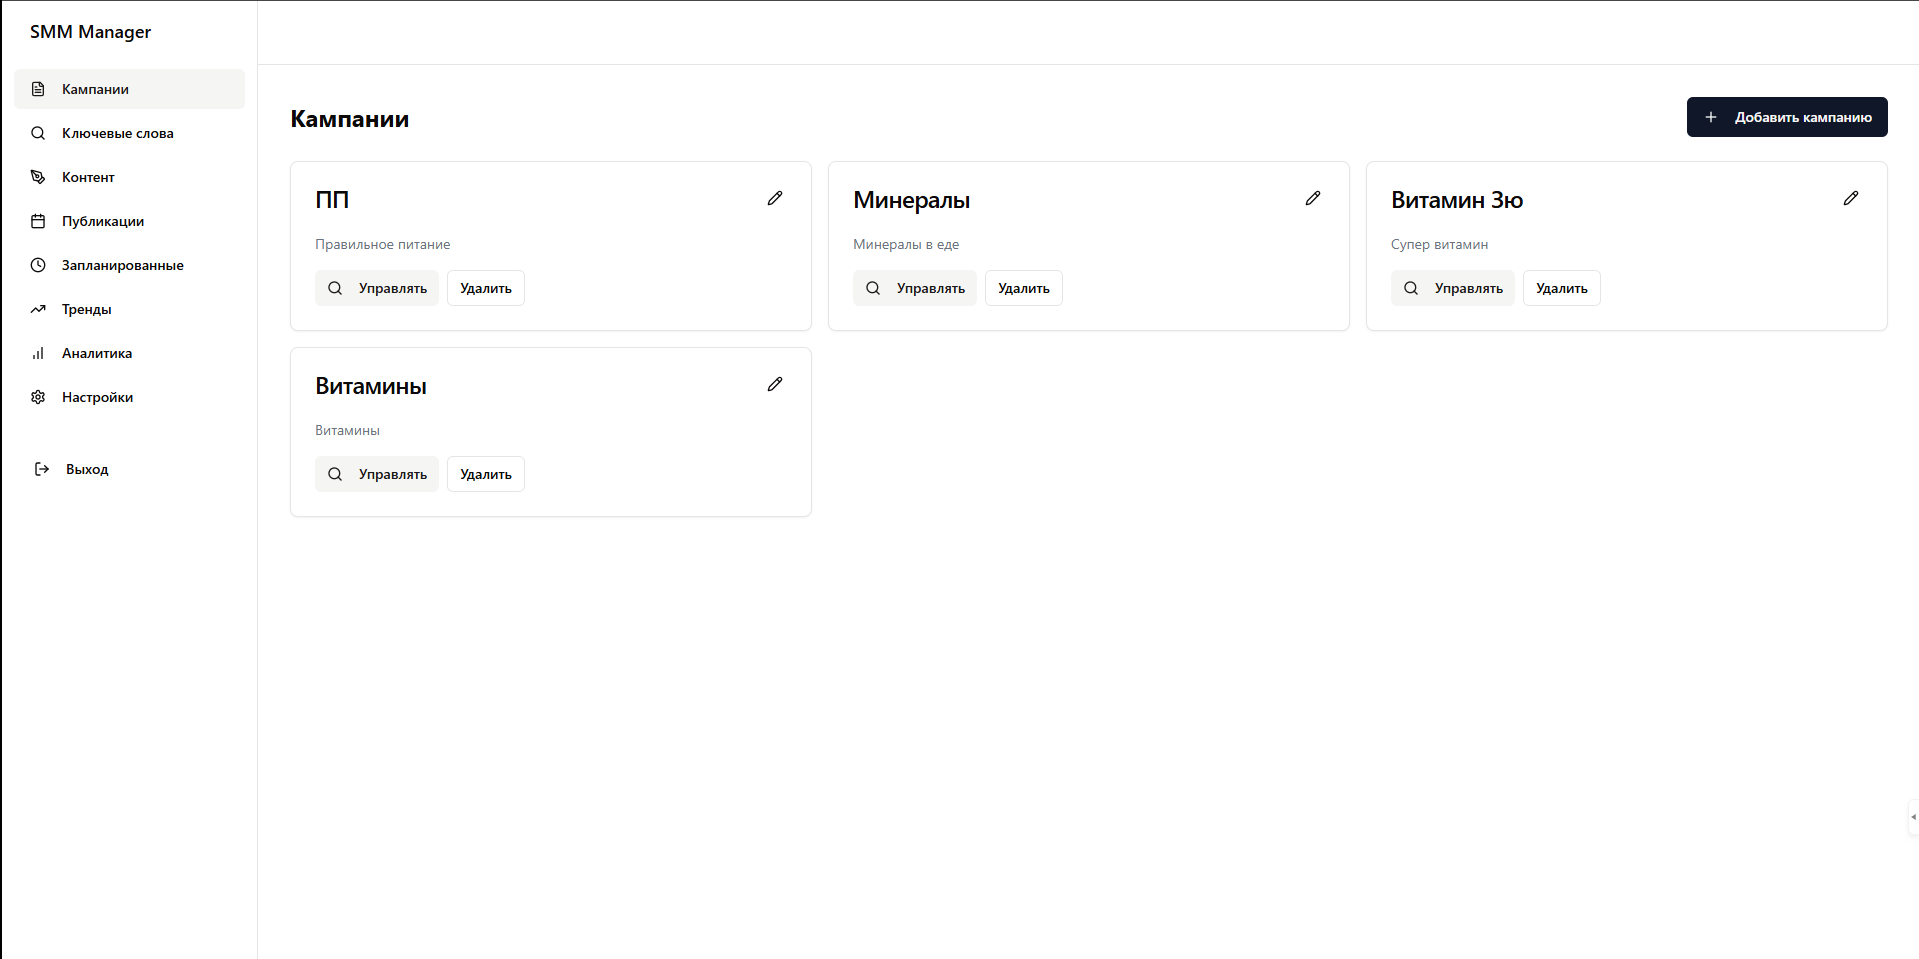 SMM Manager
Кампании
Ключевые слова
Контент
Публикации
Запланированные
Тренды
Аналитика
Настройки
Выход
Кампании
Добавить кампанию
ПП
Правильное питание
Управлять Удалить
Минералы
Минералы в еде
Управлять Удалить
Витамин 3ю
Супер витамин
Управлять Удалить
Витамины
Витамины
Управлять Удалить